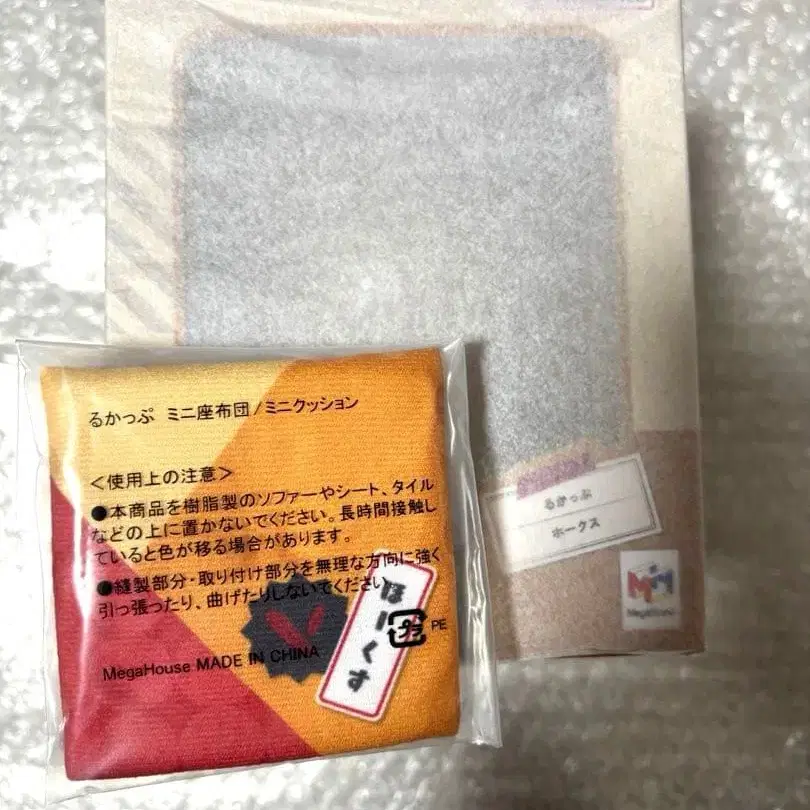 るかっぷ
ホークス
MegaHouse
るかっぷ ミニ座布団/ミニクッション
＜使用上の注意＞
●本商品を樹脂製のソファーやシート、タイル
などの上に置かないでください。長時間接触し
ていると色が移る場合があります。
●縫製部分・取り付け部分を無理な方向に強く
引っ張ったり、曲げたりしないでください。
ほーくす
プラ PE
MegaHouse MADE IN CHINA